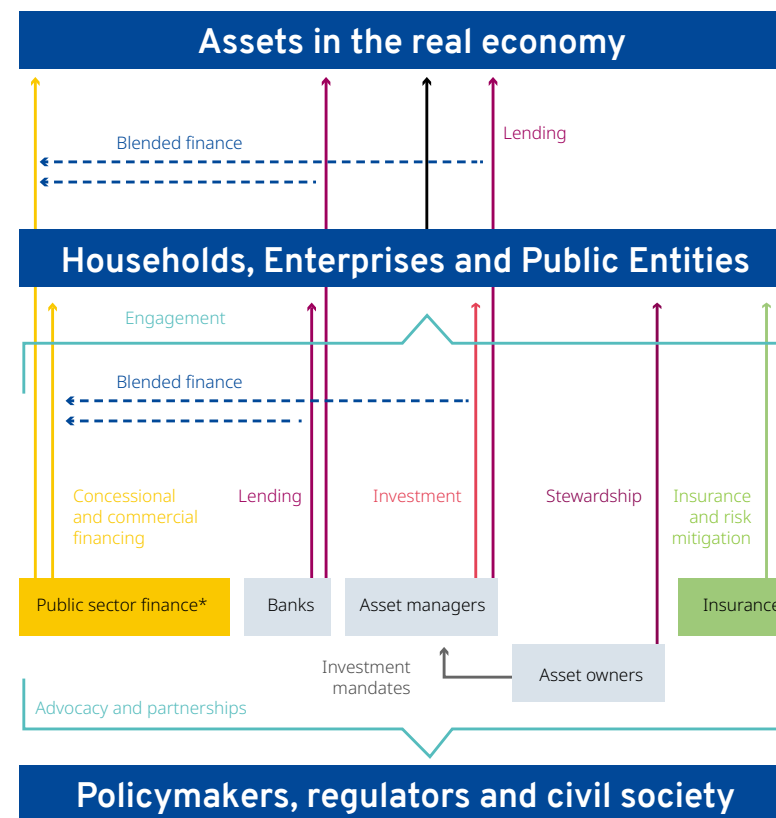 Assets in the real economy
Blended finance
Lending
Households, Enterprises and Public Entities
Engagement
Blended finance
Concessional
and commercial
financing
Lending
Investment
Stewardship
Insurance
and risk
mitigation
Public sector finance*
Banks
Asset managers
Insurance
Investment
mandates
Asset owners
Advocacy and partnerships
Policymakers, regulators and civil society